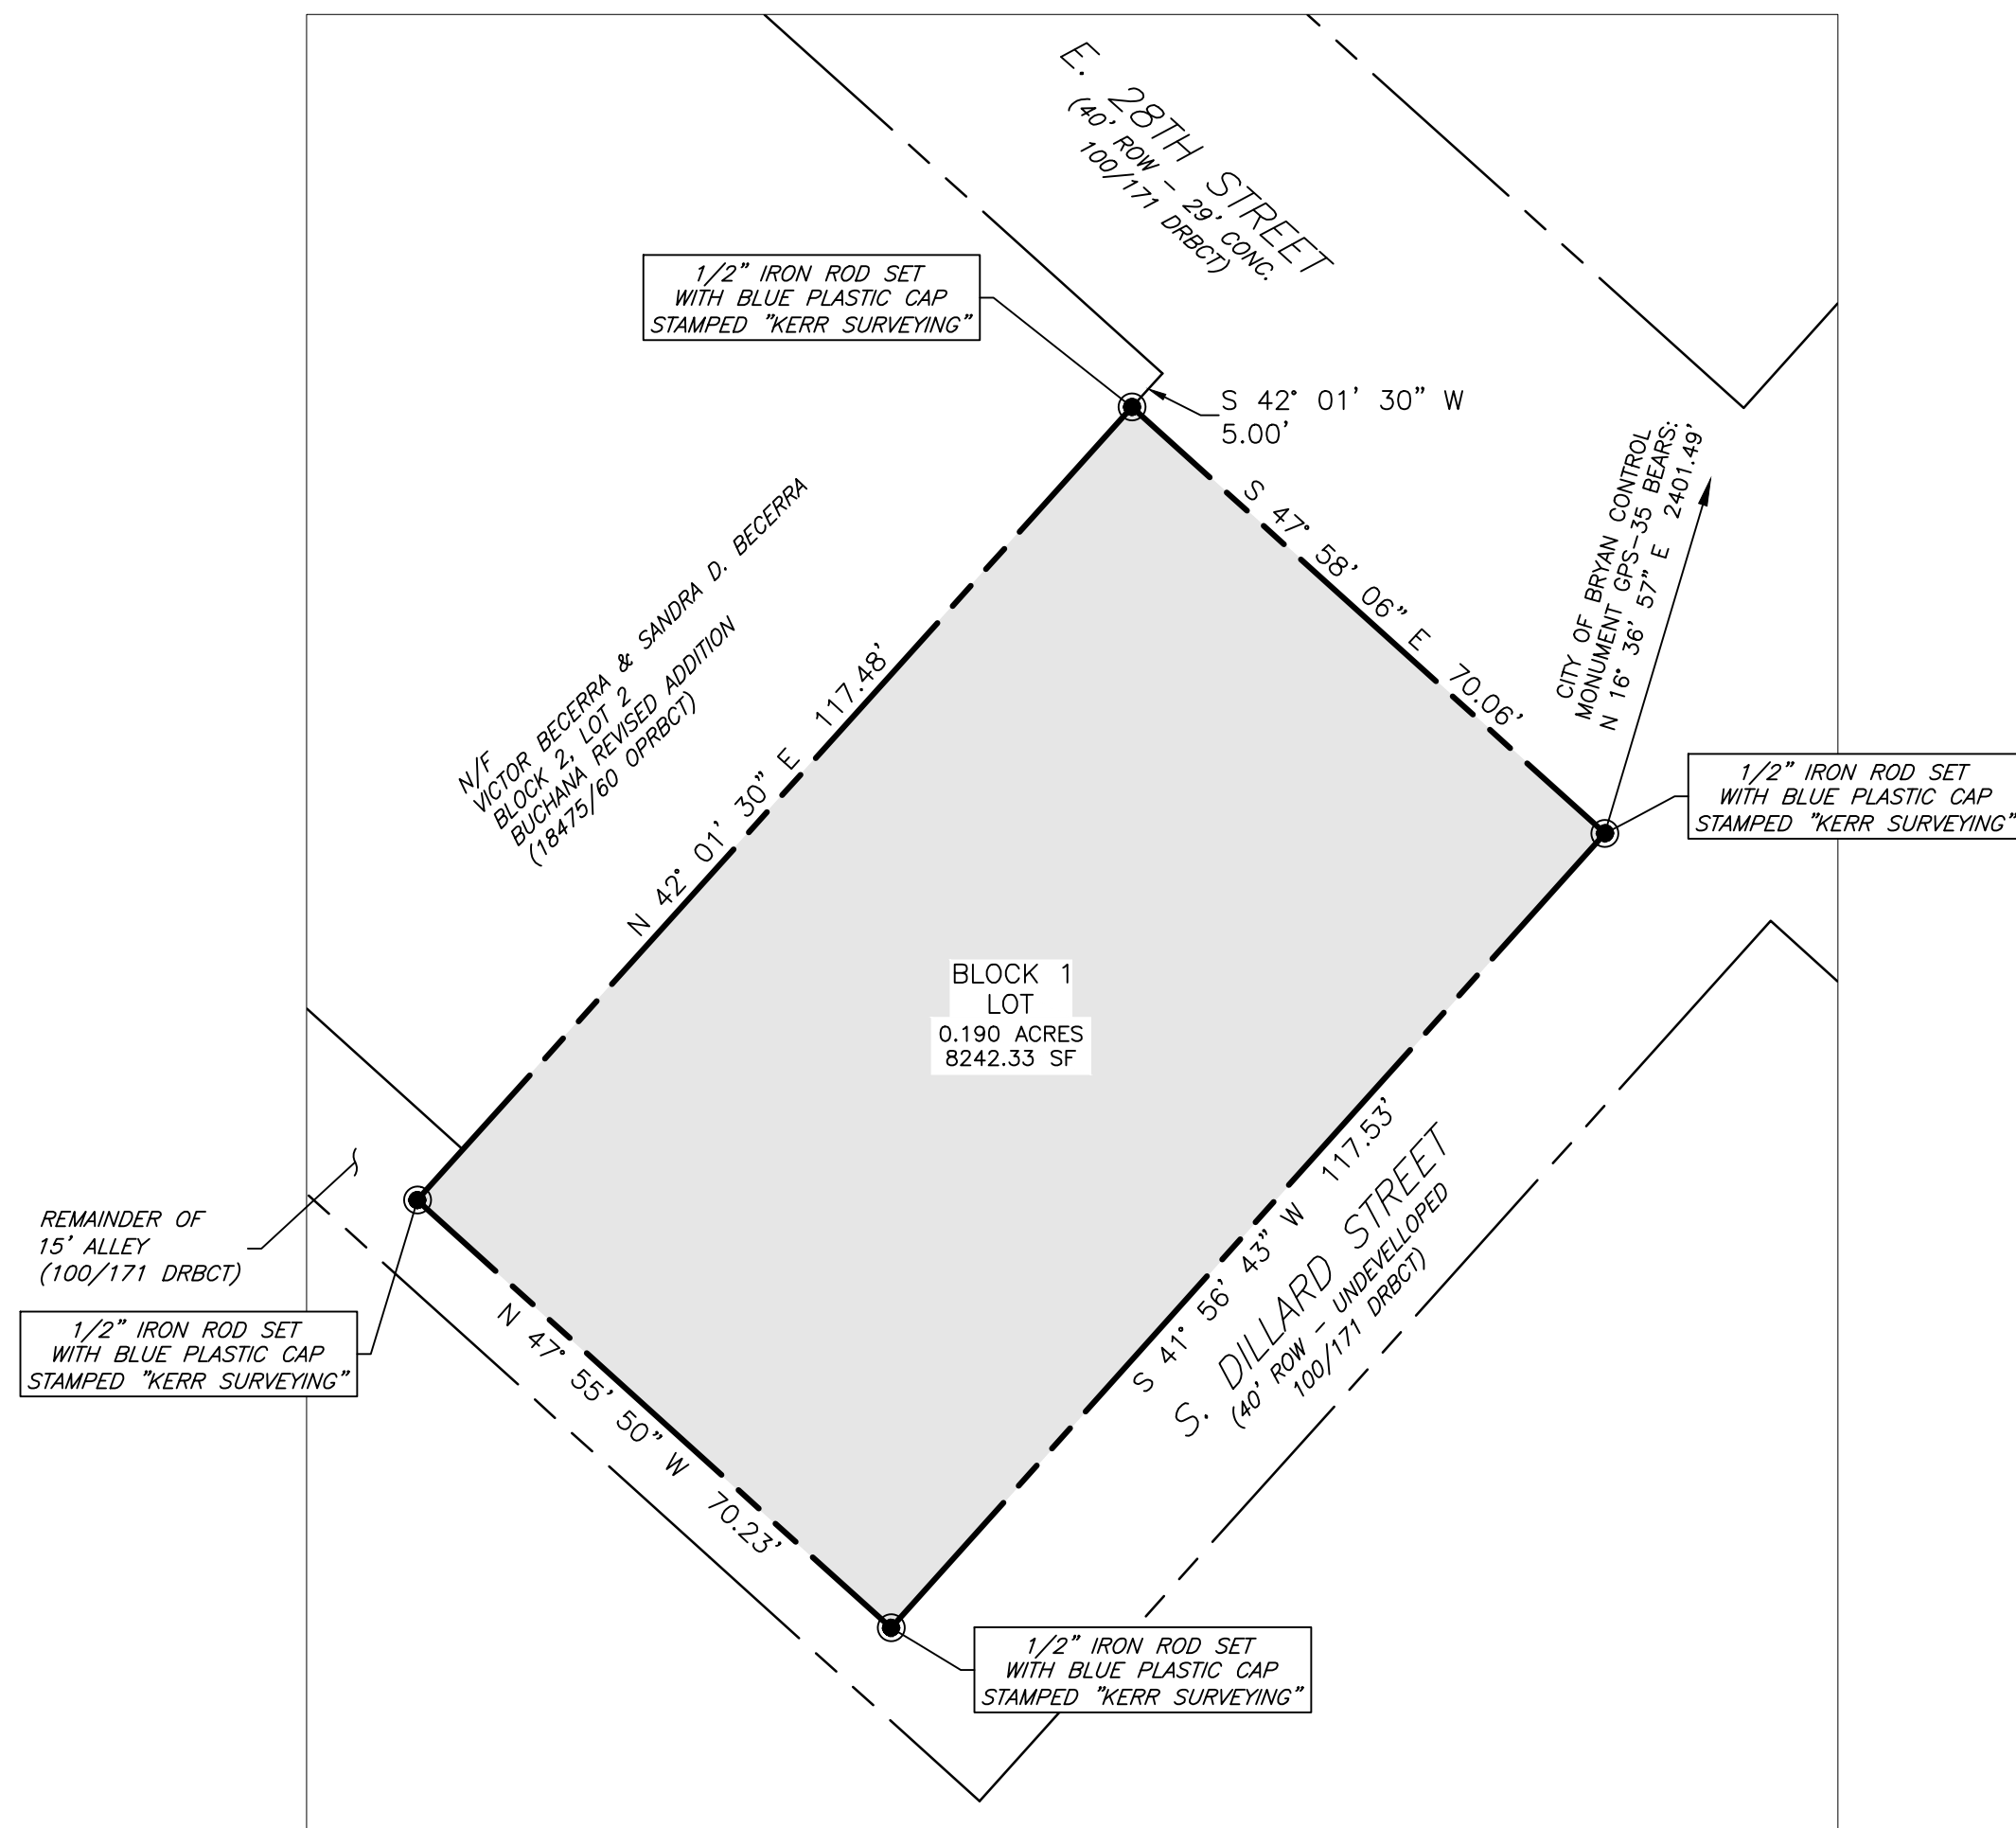 E. 28TH STREET
(40' ROW - 29' CONC.
100/171 DRBCT)
1/2" IRON ROD SET
WITH BLUE PLASTIC CAP
STAMPED "KERR SURVEYING"
S 42° 01' 30" W
5.00'
S 47° 58' 06" E 70.06'
CITY OF BRYAN CONTROL
MONUMENT GPS-35 BEARS:
N 16° 36' 57" E 2401.49'
N/F
VICTOR BECERRA & SANDRA D. BECERRA
BLOCK 2, LOT 2
BUCHANA REVISED ADDITION
(18475/60 OPRBCT)
N 42° 01' 30" E 117.48'
1/2" IRON ROD SET
WITH BLUE PLASTIC CAP
STAMPED "KERR SURVEYING"
BLOCK 1
LOT
0.190 ACRES
8242.33 SF
S 41° 56' 43" W 117.53'
S. DILLARD STREET
(40' ROW - UNDEVELLOPED
100/171 DRBCT)
REMAINDER OF
15' ALLEY
(100/171 DRBCT)
1/2" IRON ROD SET
WITH BLUE PLASTIC CAP
STAMPED "KERR SURVEYING"
N 47° 55' 50" W 70.23'
1/2" IRON ROD SET
WITH BLUE PLASTIC CAP
STAMPED "KERR SURVEYING"